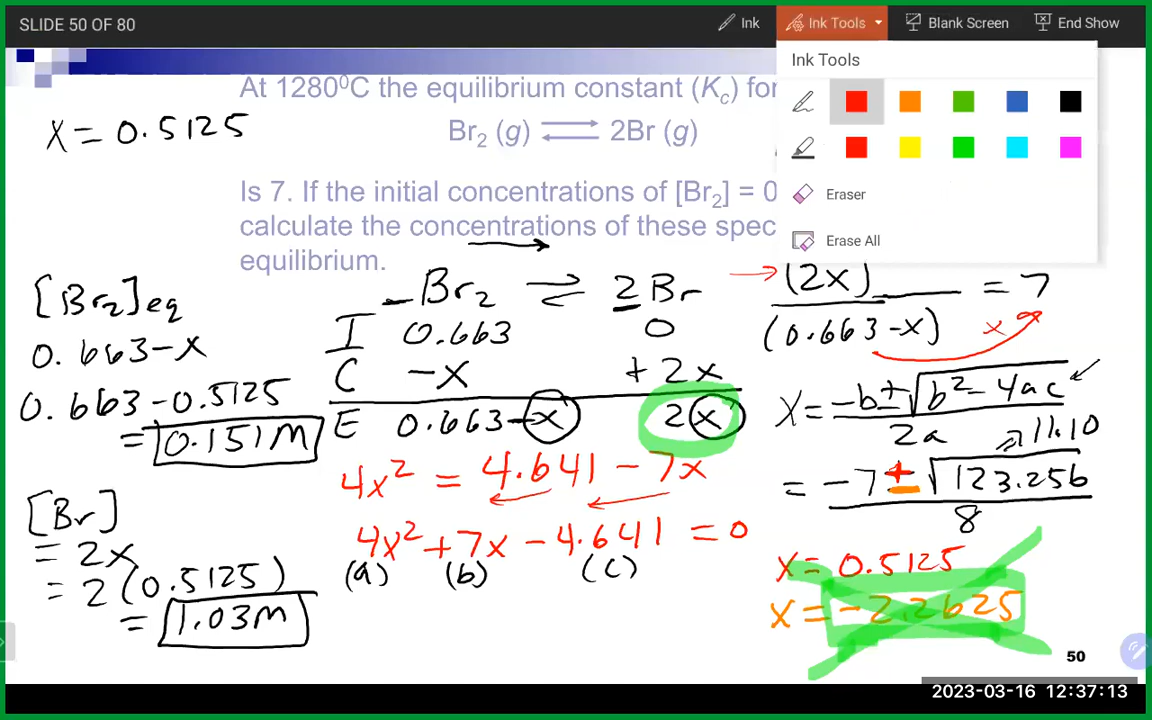 SLIDE 50 OF 80
Ink
Ink Tools
Blank Screen
End Show
Ink Tools
Eraser
Erase All
At 1280⁰C the equilibrium constant (Kc) for
Br₂ (g) ⇌ 2Br (g)
Is 7. If the initial concentrations of [Br₂] = 0
calculate the concentrations of these spec
equilibrium.
x = 0.5125
[Br₂]eq
0.663-x
0.663-0.5125
= 0.151M
[Br]
= 2x
= 2(0.5125)
= 1.03M
Br₂ ⇌ 2Br
I 0.663 0
C -x +2x
E 0.663-x 2x
4x² = 4.641 - 7x
4x² + 7x - 4.641 = 0
(a) (b) (c)
(2x) = 7
(0.663-x)
x
x = -b ± √b² - 4ac
2a
11.10
= -7 ± √123.256
8
x = 0.5125
x = -2.2625
50
2023-03-16 12:37:13